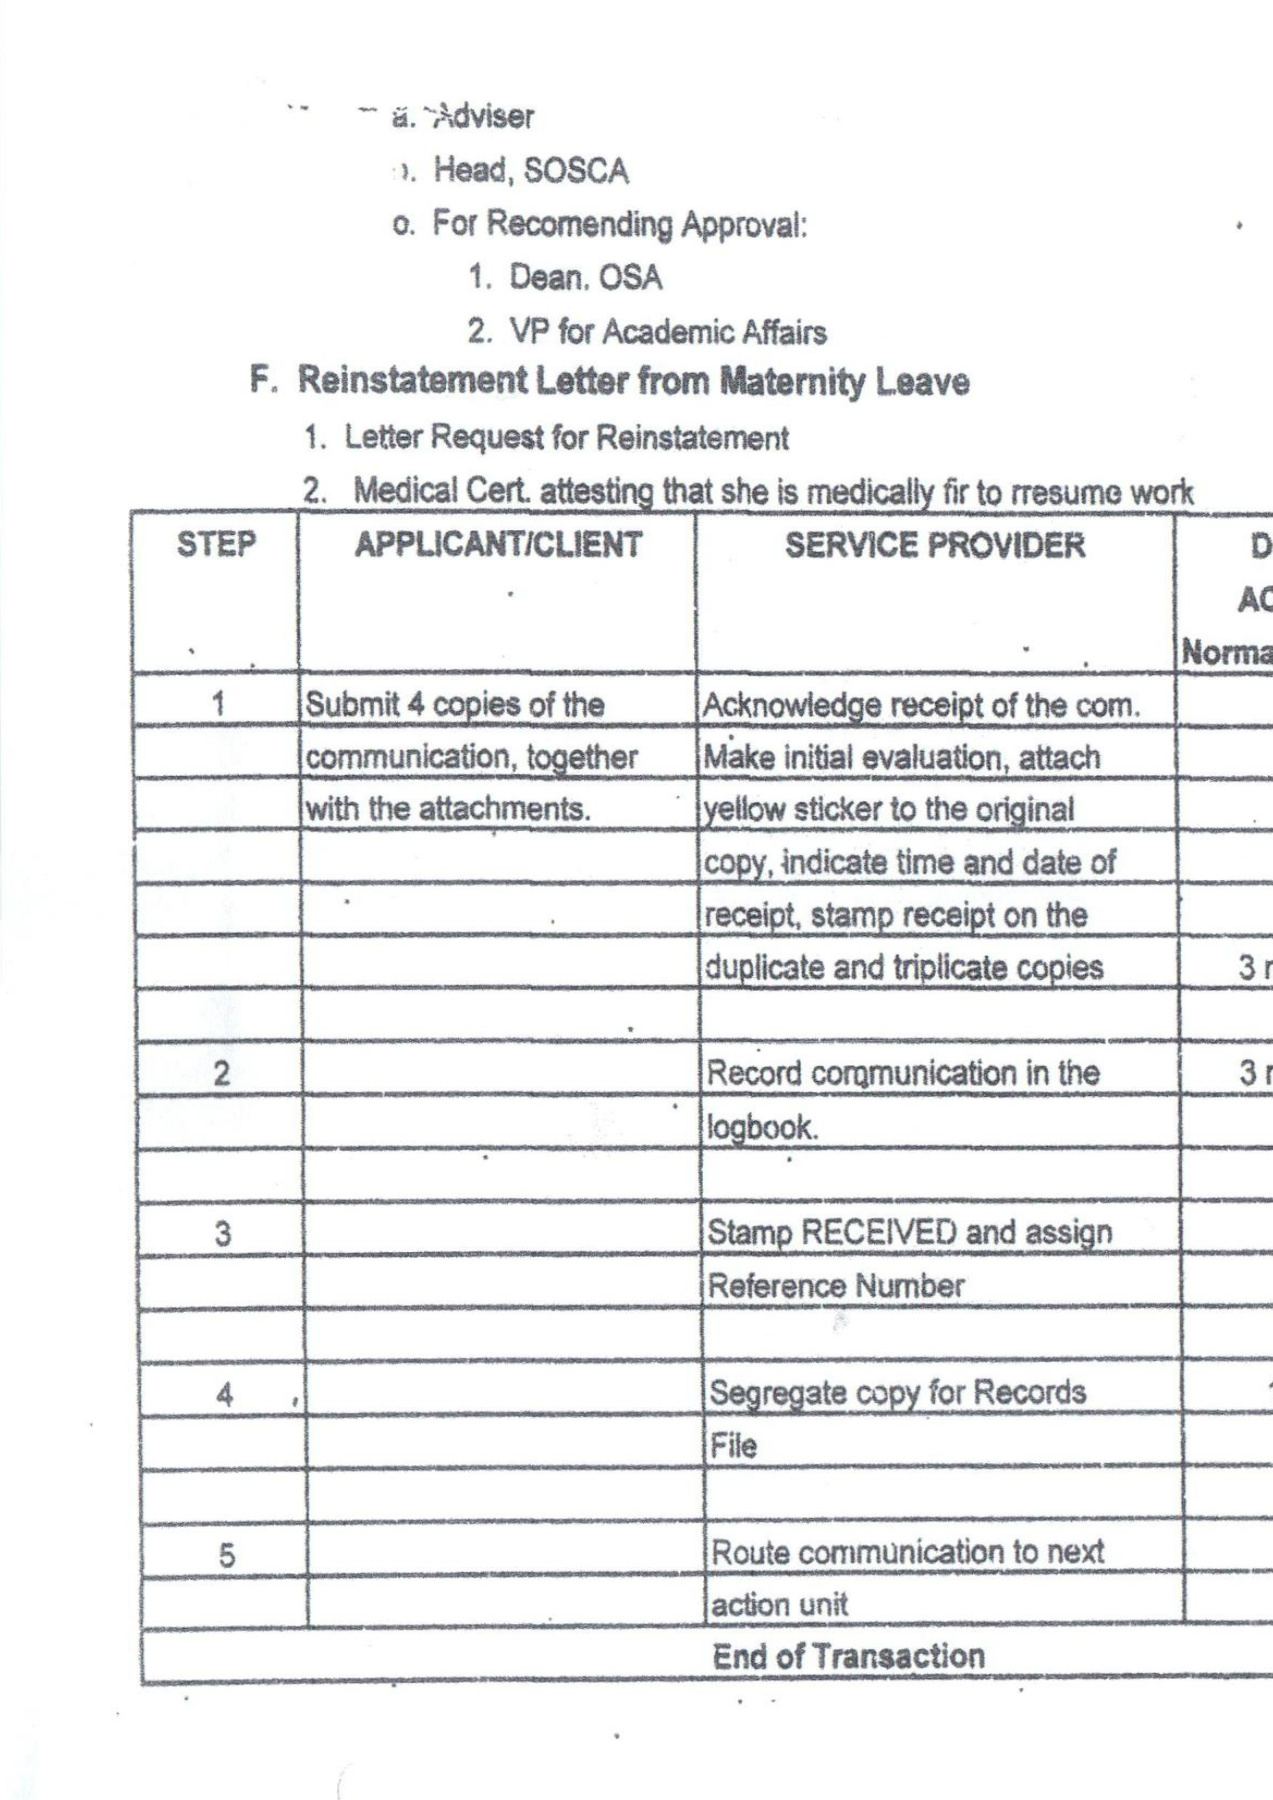 a. Adviser
. Head, SOSCA
o. For Recomending Approval:
1. Dean. OSA
2. VP for Academic Affairs
F. Reinstatement Letter from Maternity Leave
1. Letter Request for Reinstatement
2. Medical Cert. attesting that she is medically fir to rresume work
STEP APPLICANT/CLIENT SERVICE PROVIDER D
AC
Norma
1 Submit 4 copies of the Acknowledge receipt of the com.
communication, together Make initial evaluation, attach
with the attachments. yellow sticker to the original
copy, indicate time and date of
receipt, stamp receipt on the
duplicate and triplicate copies 3
2 Record communication in the 3
logbook.
3 Stamp RECEIVED and assign
Reference Number
4 Segregate copy for Records
File
5 Route communication to next
action unit
End of Transaction